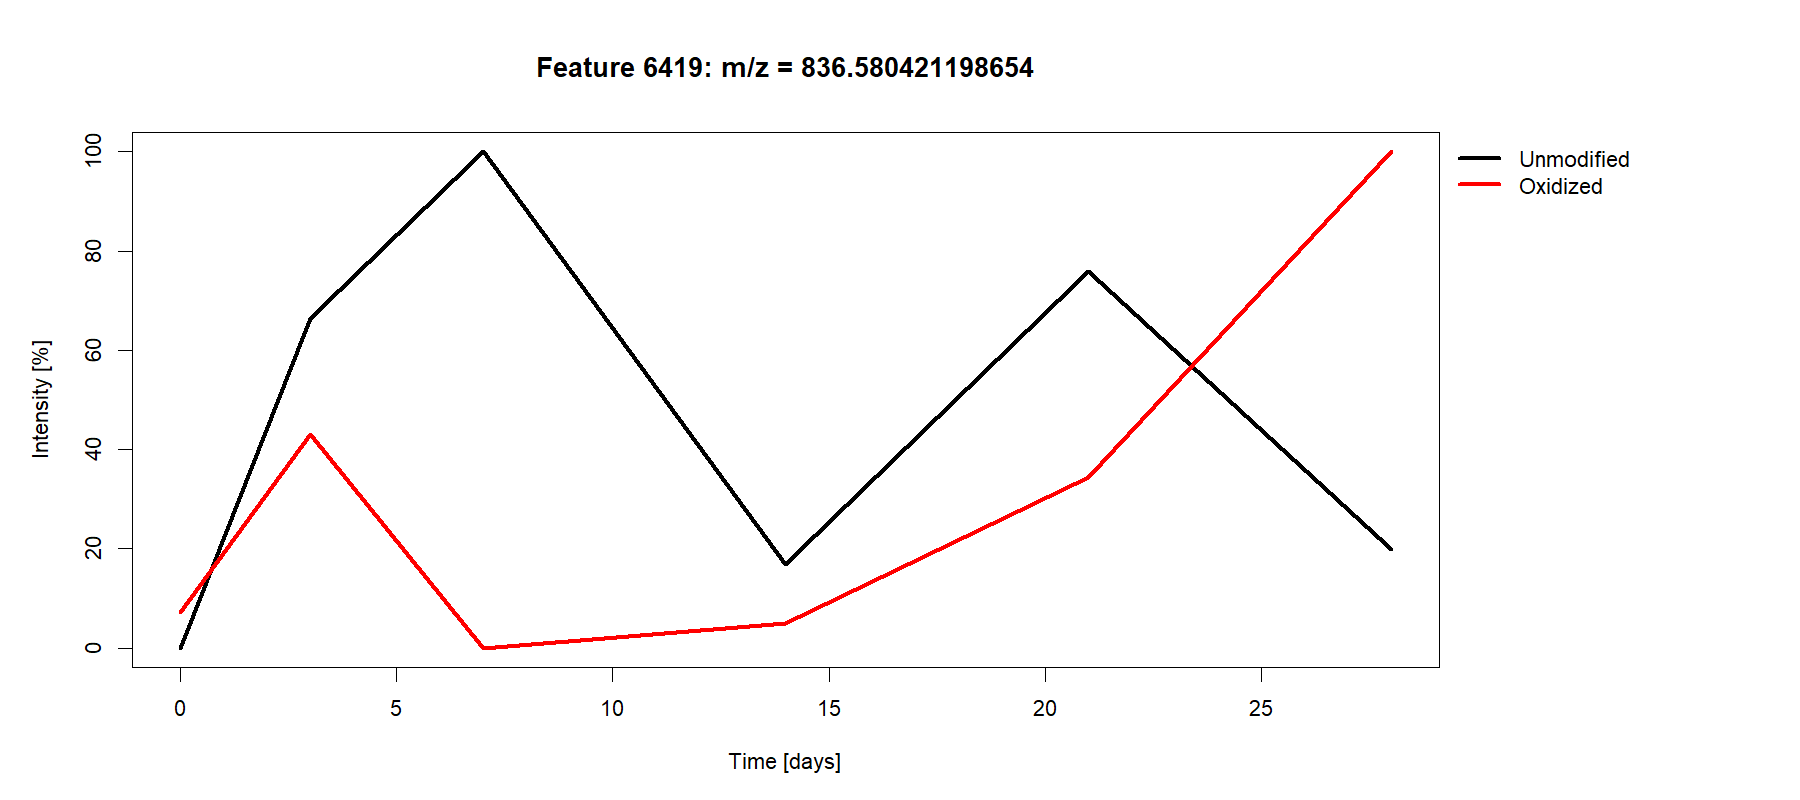 Feature 6419: m/z = 836.580421198654
Unmodified
Oxidized
100
80
60
40
20
0
Intensity [%]
0 5 10 15 20 25
Time [days]